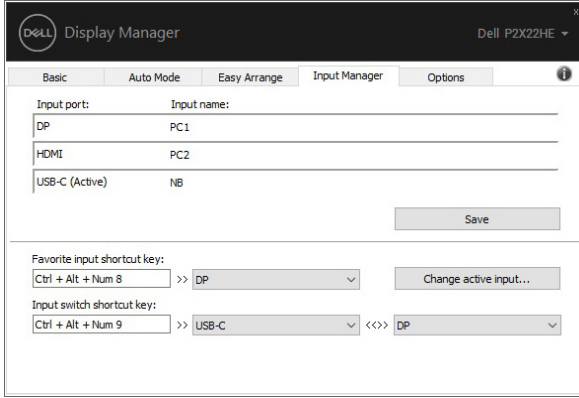 DELL Display Manager
Dell P2X22HE
Basic Auto Mode Easy Arrange Input Manager Options
Input port: Input name:
DP PC1
HDMI PC2
USB-C (Active) NB
Save
Favorite input shortcut key:
Ctrl + Alt + Num 8 >> DP Change active input...
Input switch shortcut key:
Ctrl + Alt + Num 9 >> USB-C <<>> DP